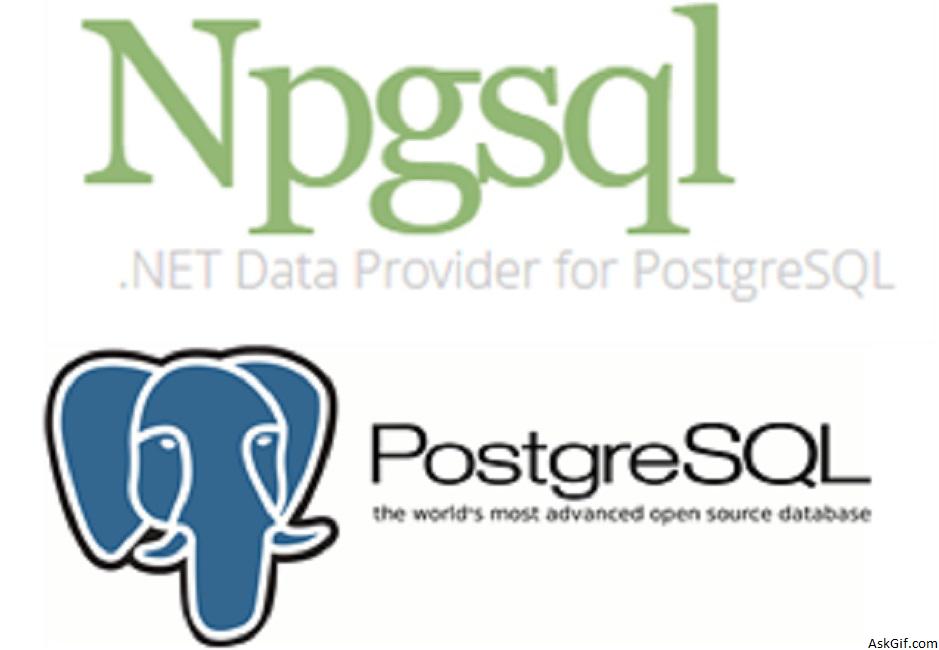 Npgsql
.NET Data Provider for PostgreSQL
PostgreSQL
the world's most advanced open source database
AskGif.com